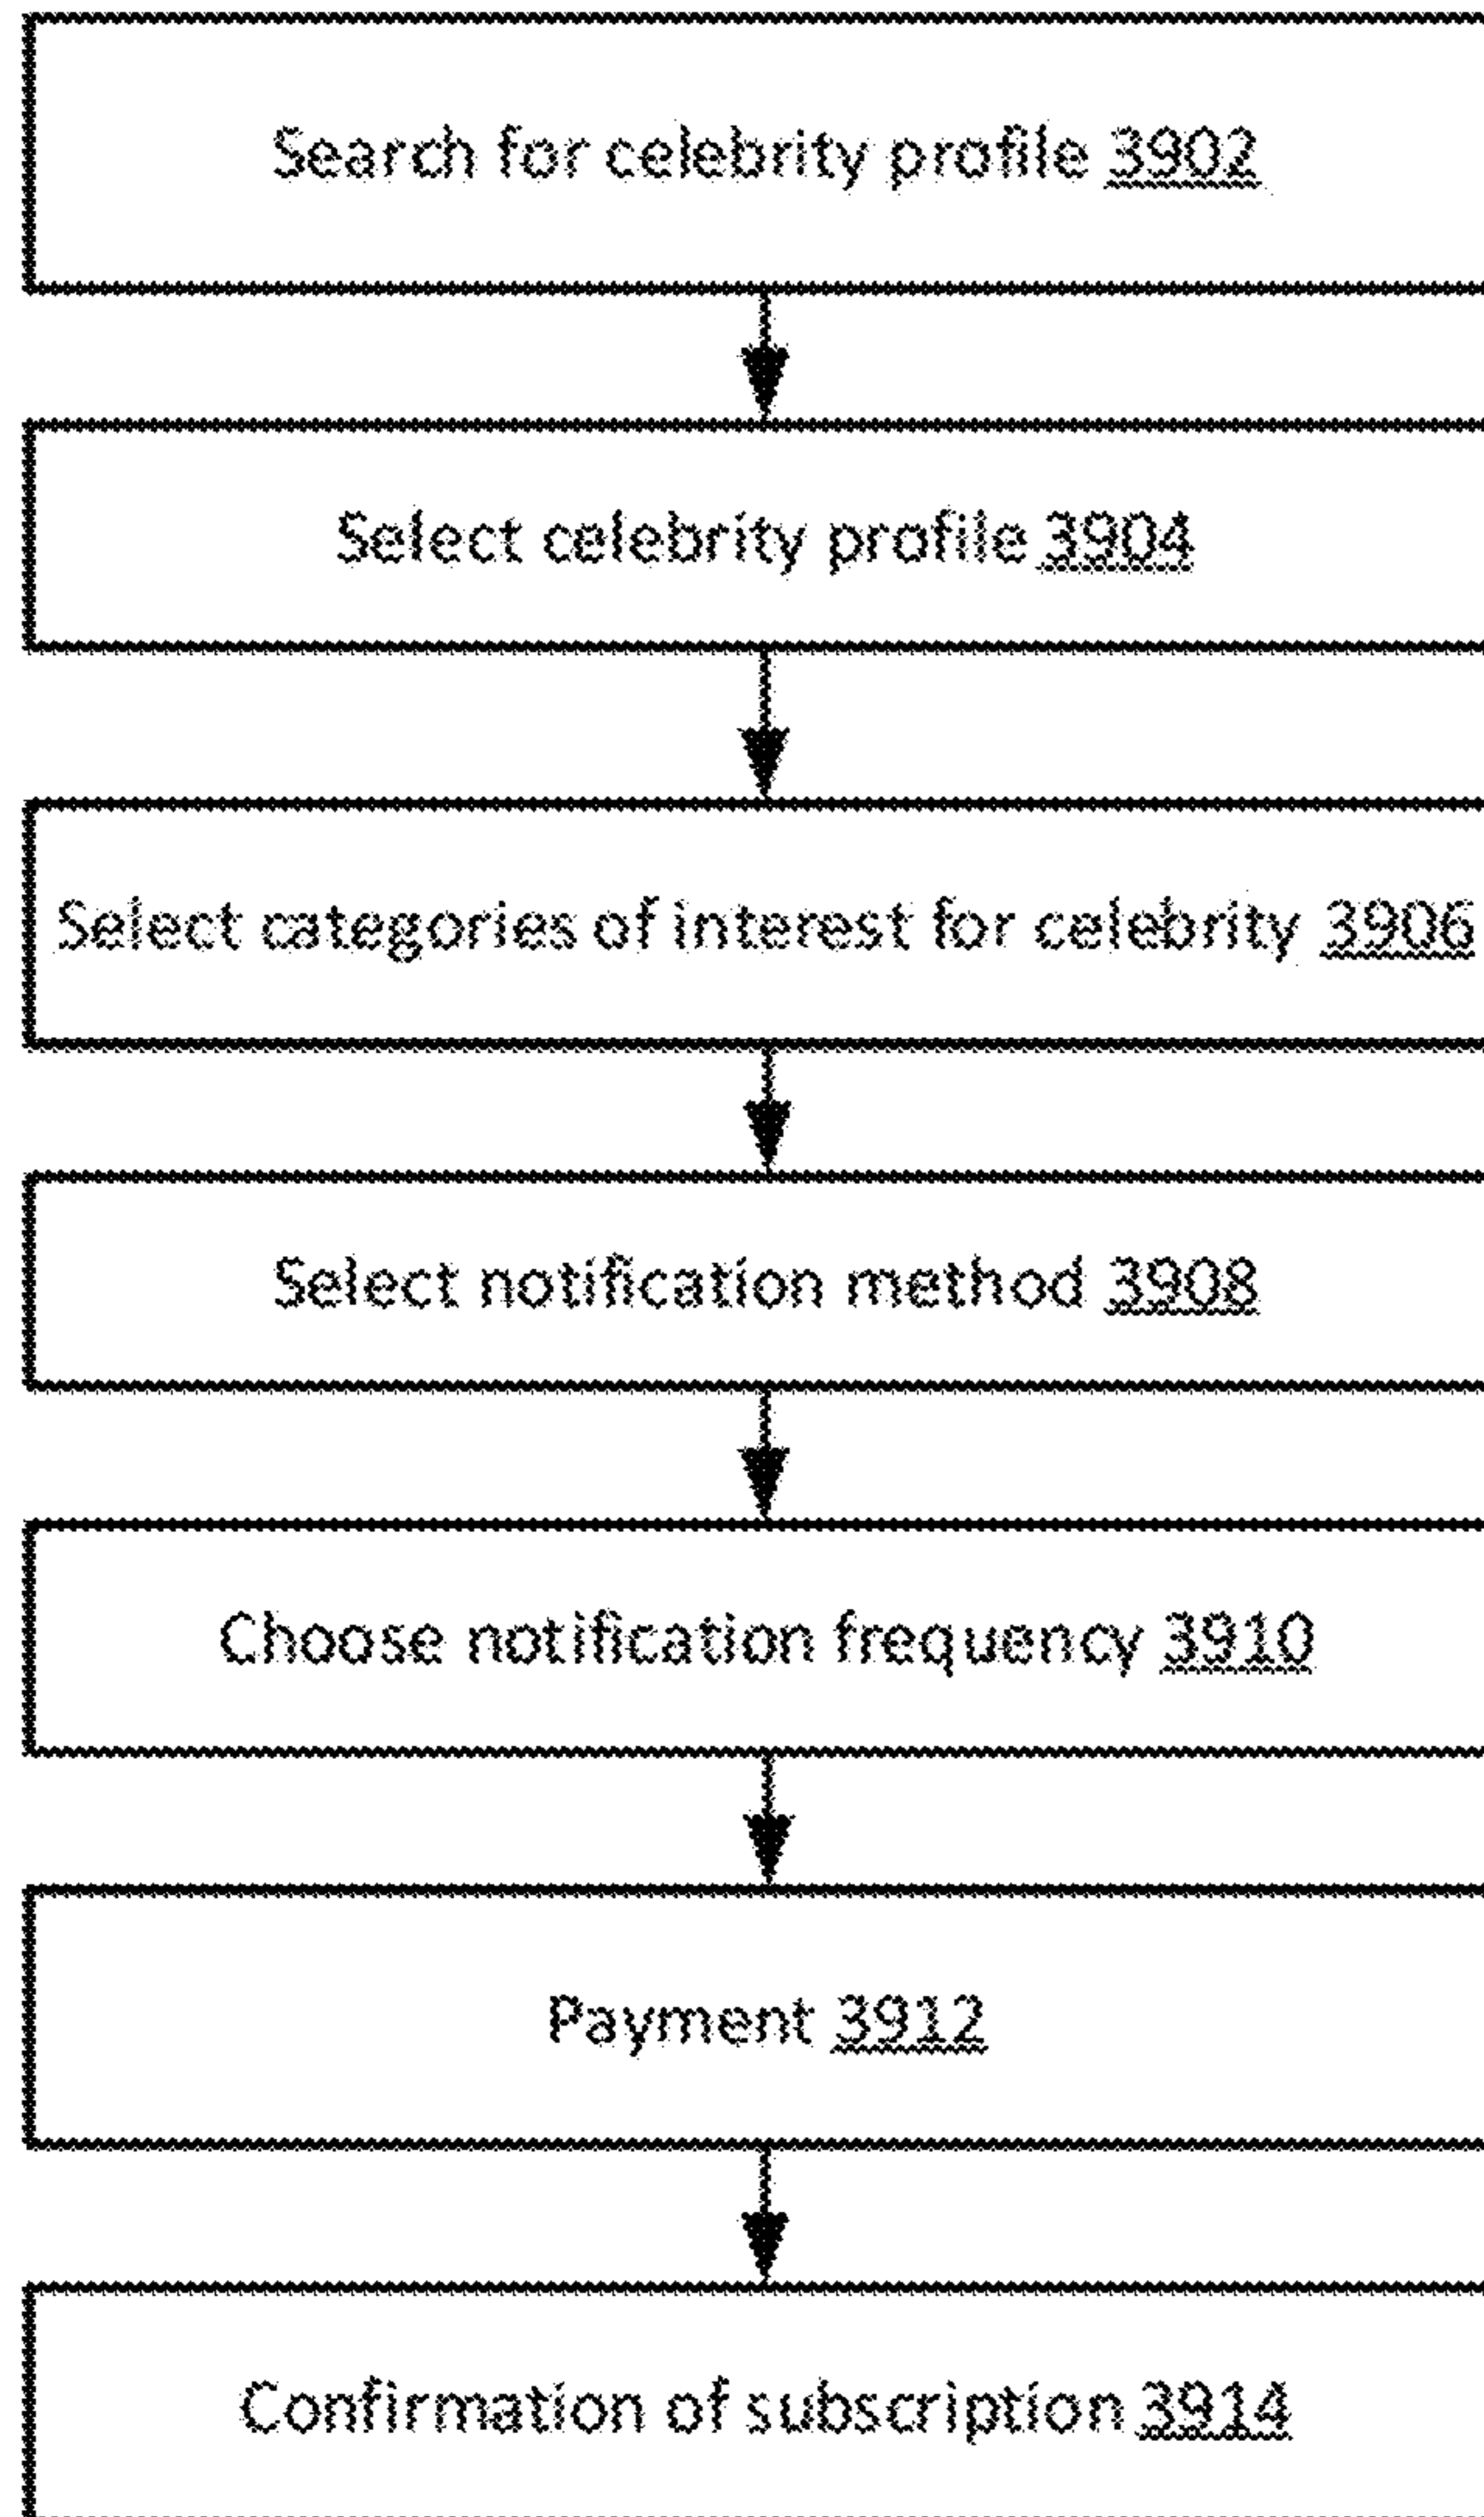 Search for celebrity profile 3902
Select celebrity profile 3904
Select categories of interest for celebrity 3906
Select notification method 3908
Choose notification frequency 3910
Payment 3912
Confirmation of subscription 3914